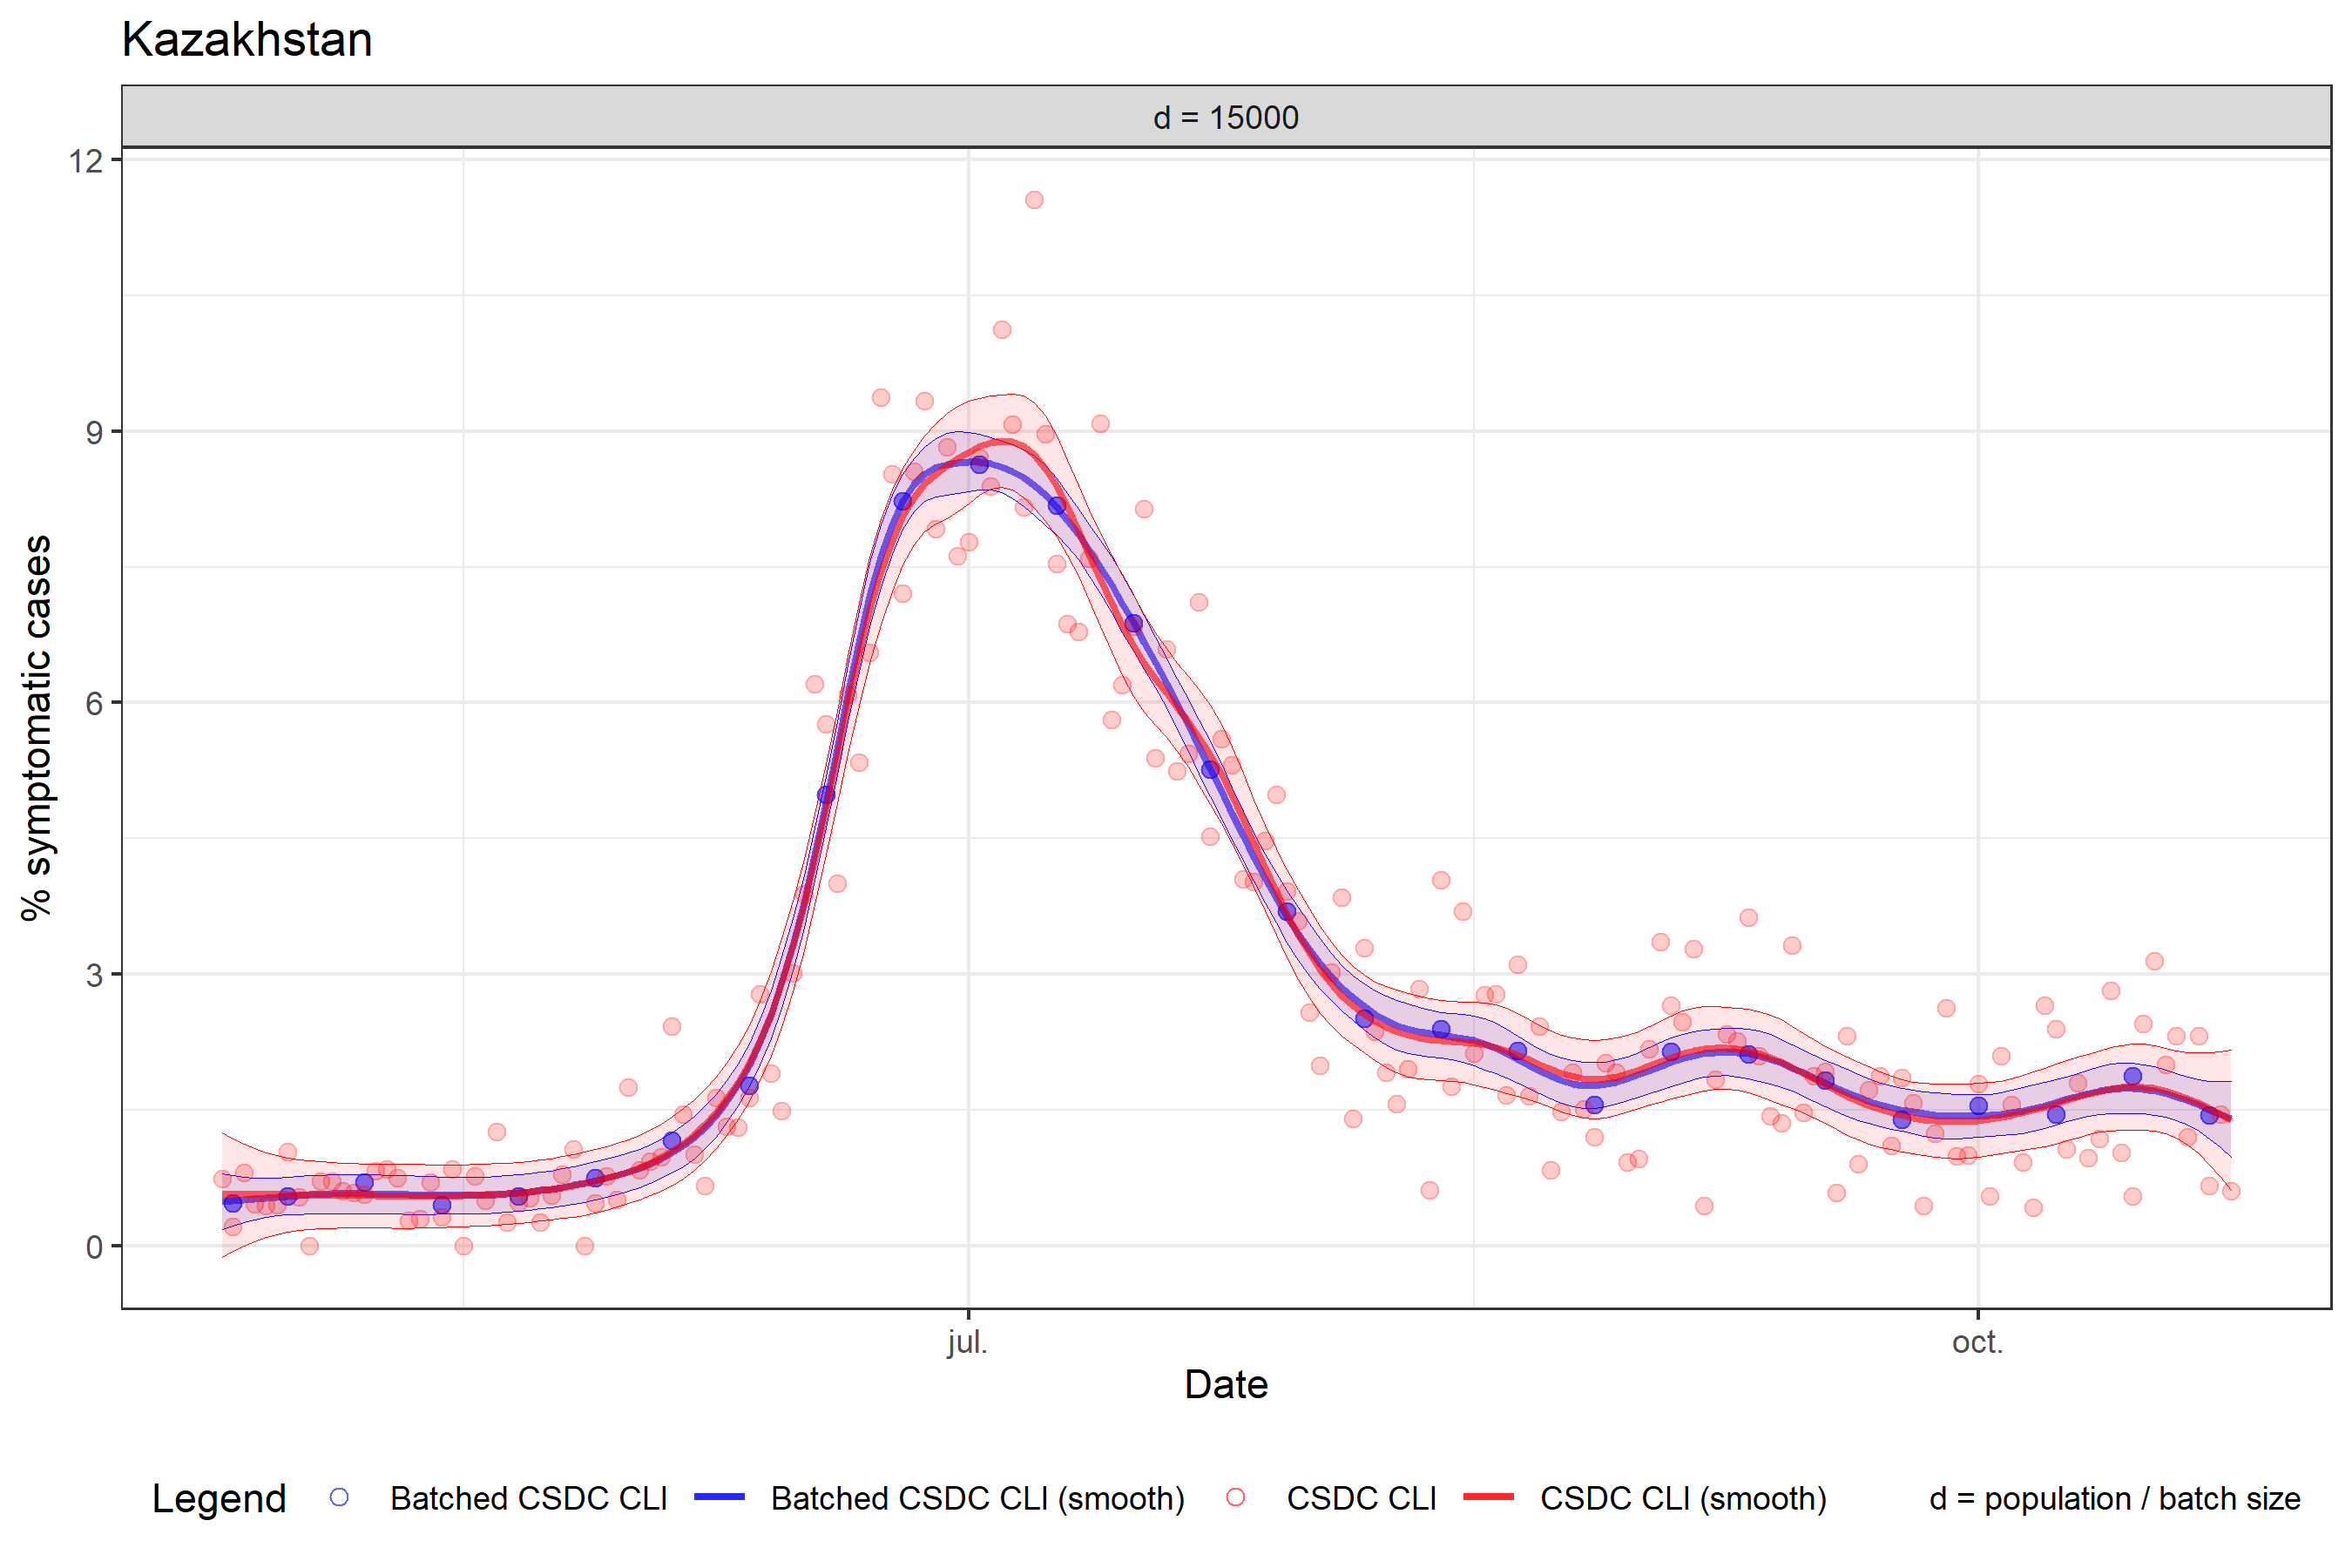 Kazakhstan
d = 15000
12
9
6
3
0
% symptomatic cases
jul.
oct.
Date
Legend
Batched CSDC CLI
Batched CSDC CLI (smooth)
CSDC CLI
CSDC CLI (smooth)
d = population / batch size